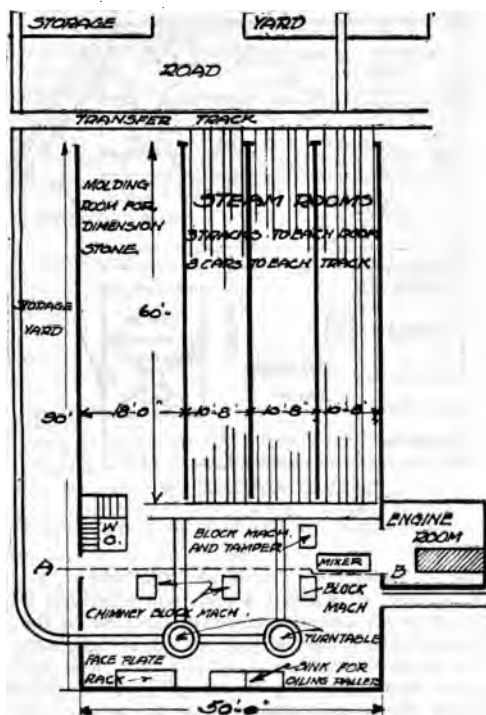 STORAGE YARD
ROAD
TRANSFER TRACK
MOLDING
ROOM FOR
DIMENSION
STONE.
STEAM ROOMS
3 TRACKS TO EACH ROOM
8 CARS TO EACH TRACK
STORAGE
YARD
60'-
90'
18'-0" 10'-8" 10'-8" 10'-8"
W.
C.
BLOCK MACH.
AND TAMPER
ENGINE
ROOM
MIXER
A
B
CHIMNEY BLOCK MACH.
BLOCK
MACH
TURNTABLE
FACE PLATE
RACK
SINK FOR
OILING PALLETS
50'-0"